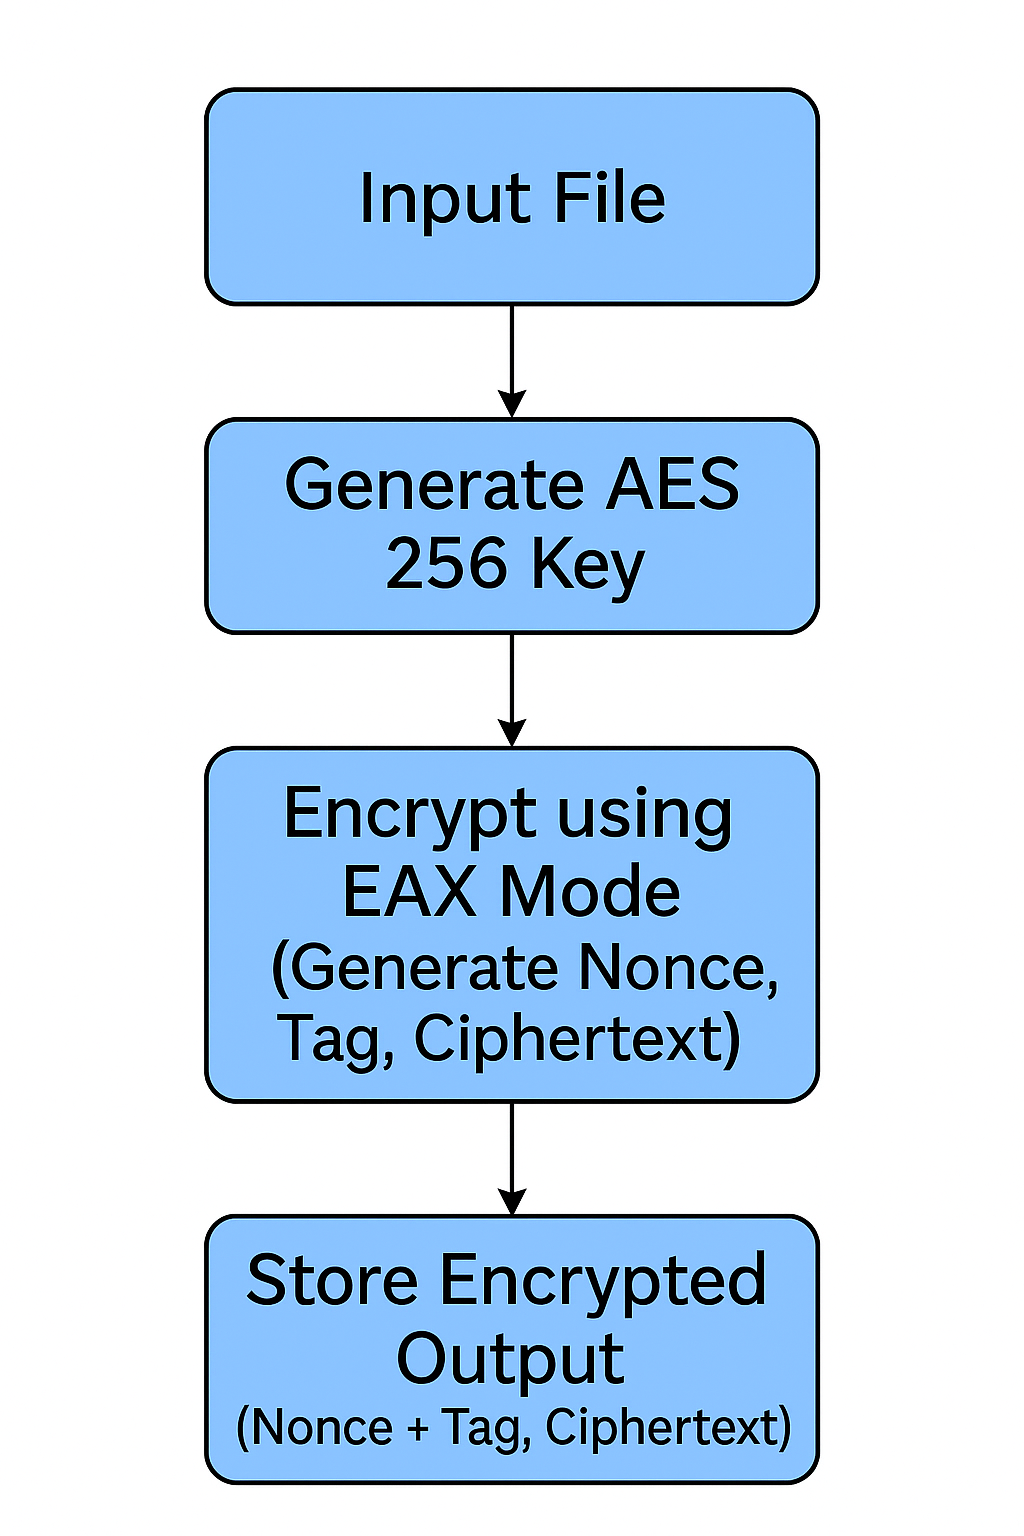 Input File
Generate AES
256 Key
Encrypt using
EAX Mode
(Generate Nonce,
Tag, Ciphertext)
Store Encrypted
Output
(Nonce + Tag, Ciphertext)